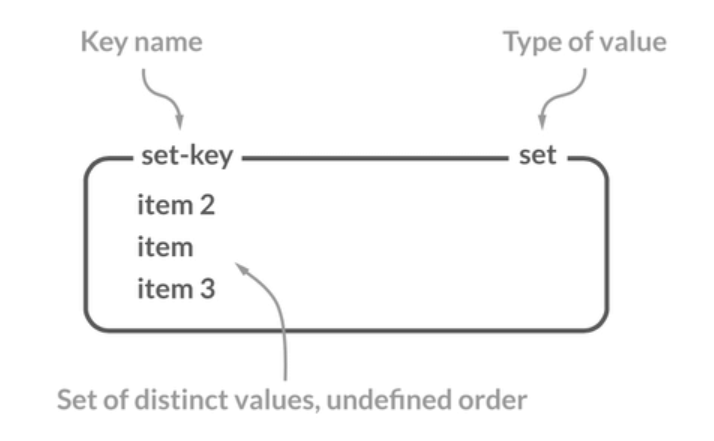 Key name
Type of value
set-key
set
item 2
item
item 3
Set of distinct values, undefined order